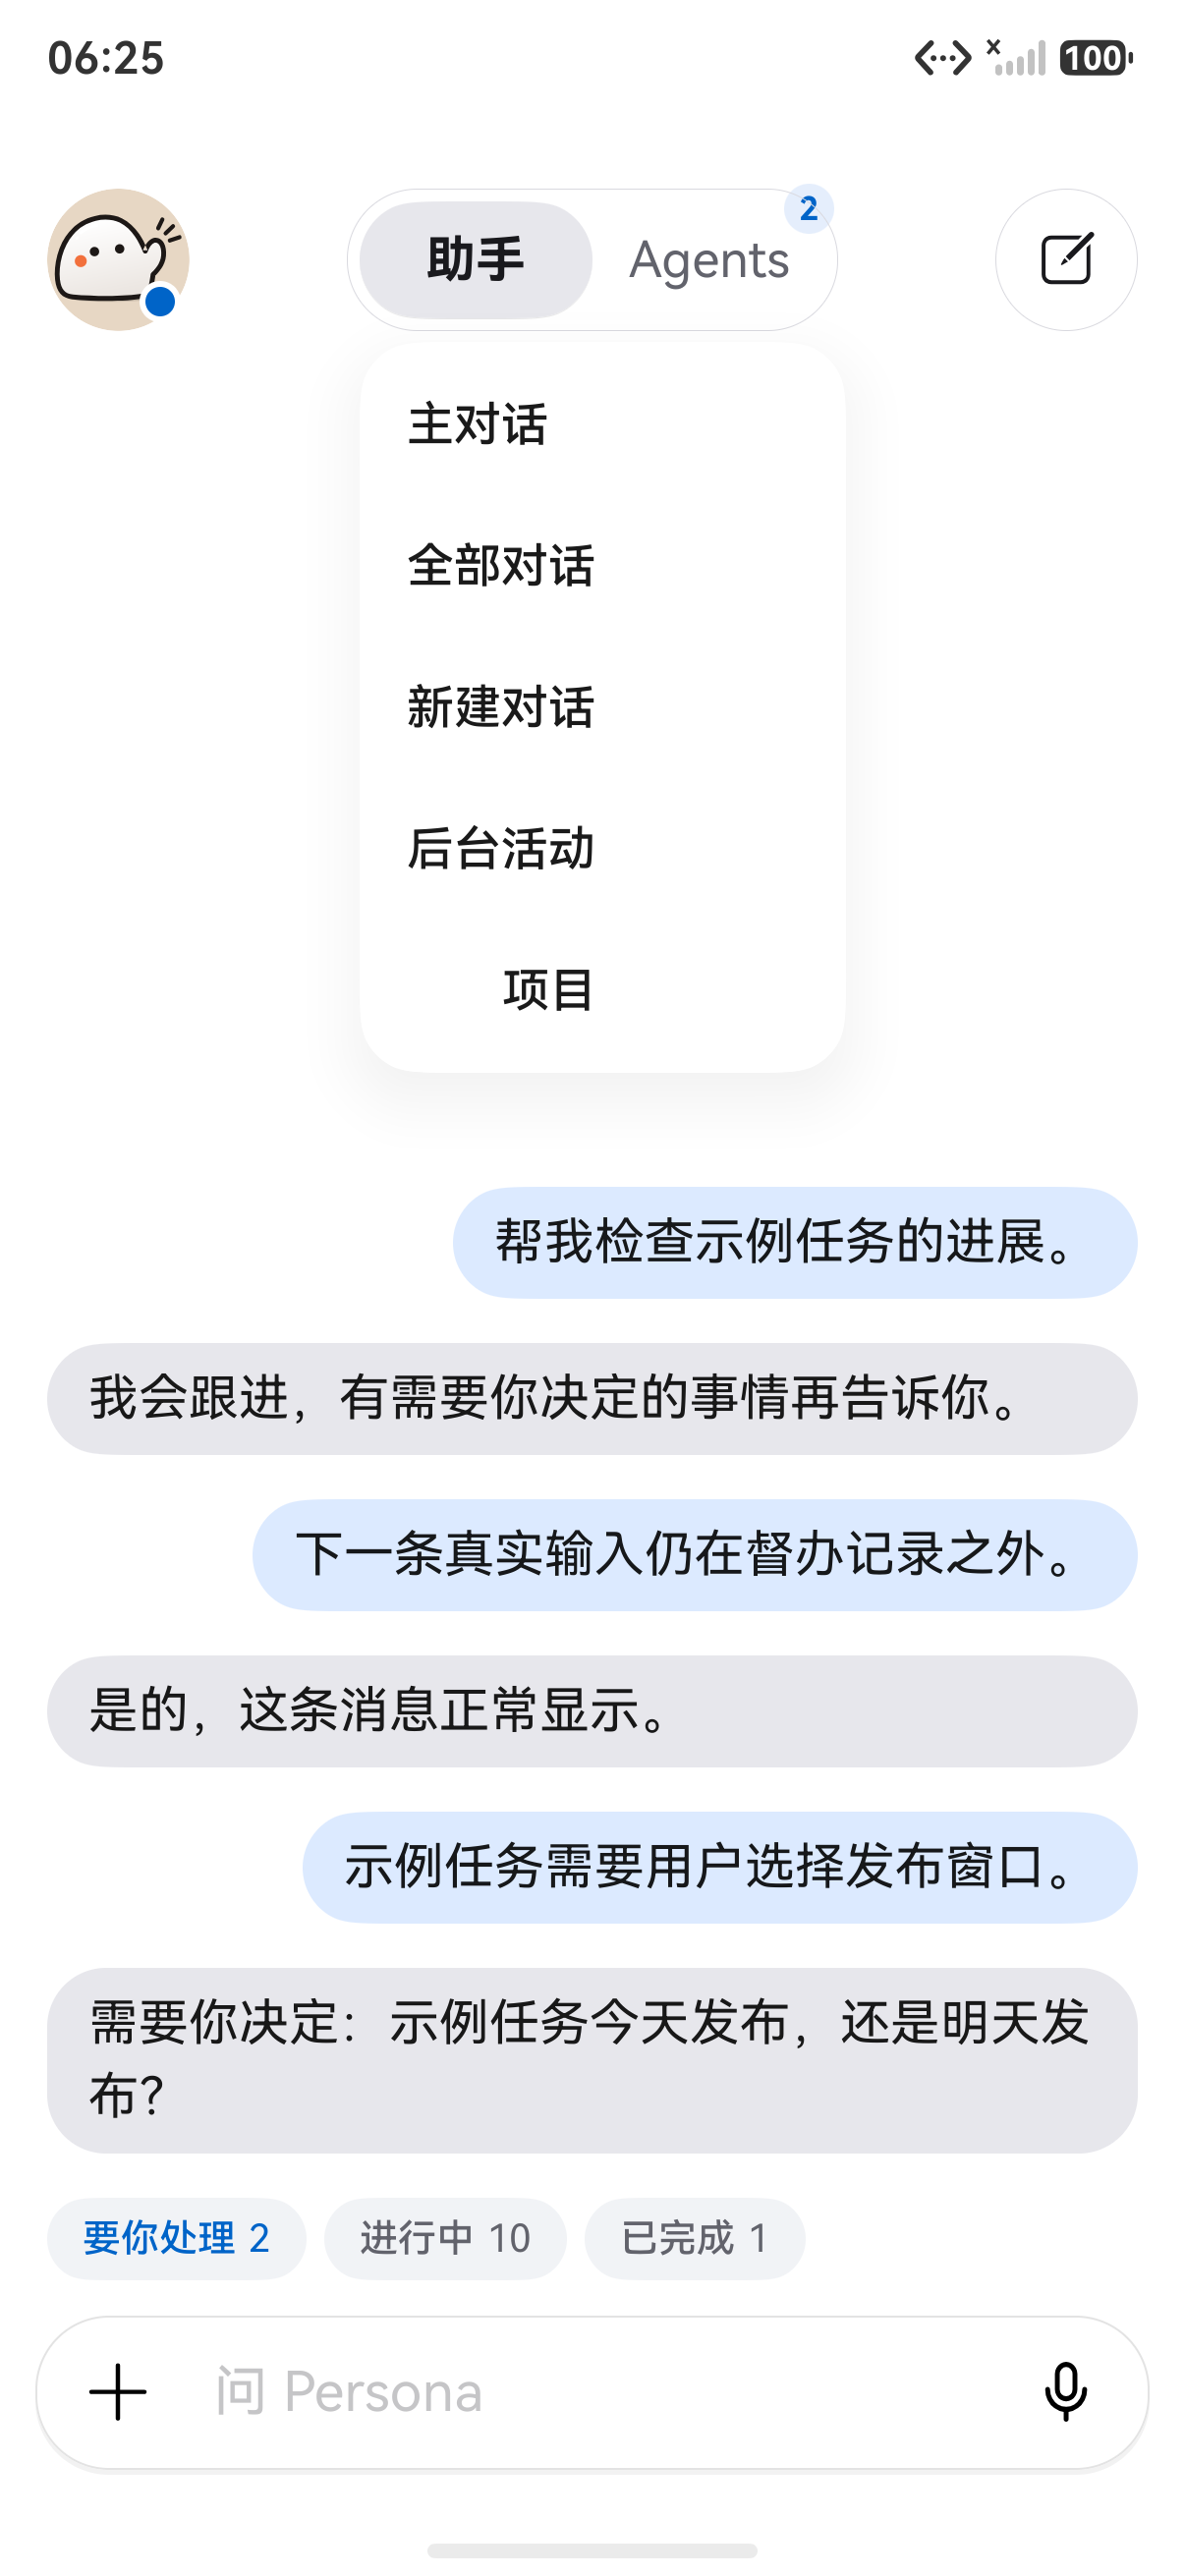 06:25
100
助手
Agents
2
主对话
全部对话
新建对话
后台活动
项目
帮我检查示例任务的进展。
我会跟进，有需要你决定的事情再告诉你。
下一条真实输入仍在督办记录之外。
是的，这条消息正常显示。
示例任务需要用户选择发布窗口。
需要你决定：示例任务今天发布，还是明天发
布？
要你处理 2
进行中 10
已完成 1
问 Persona